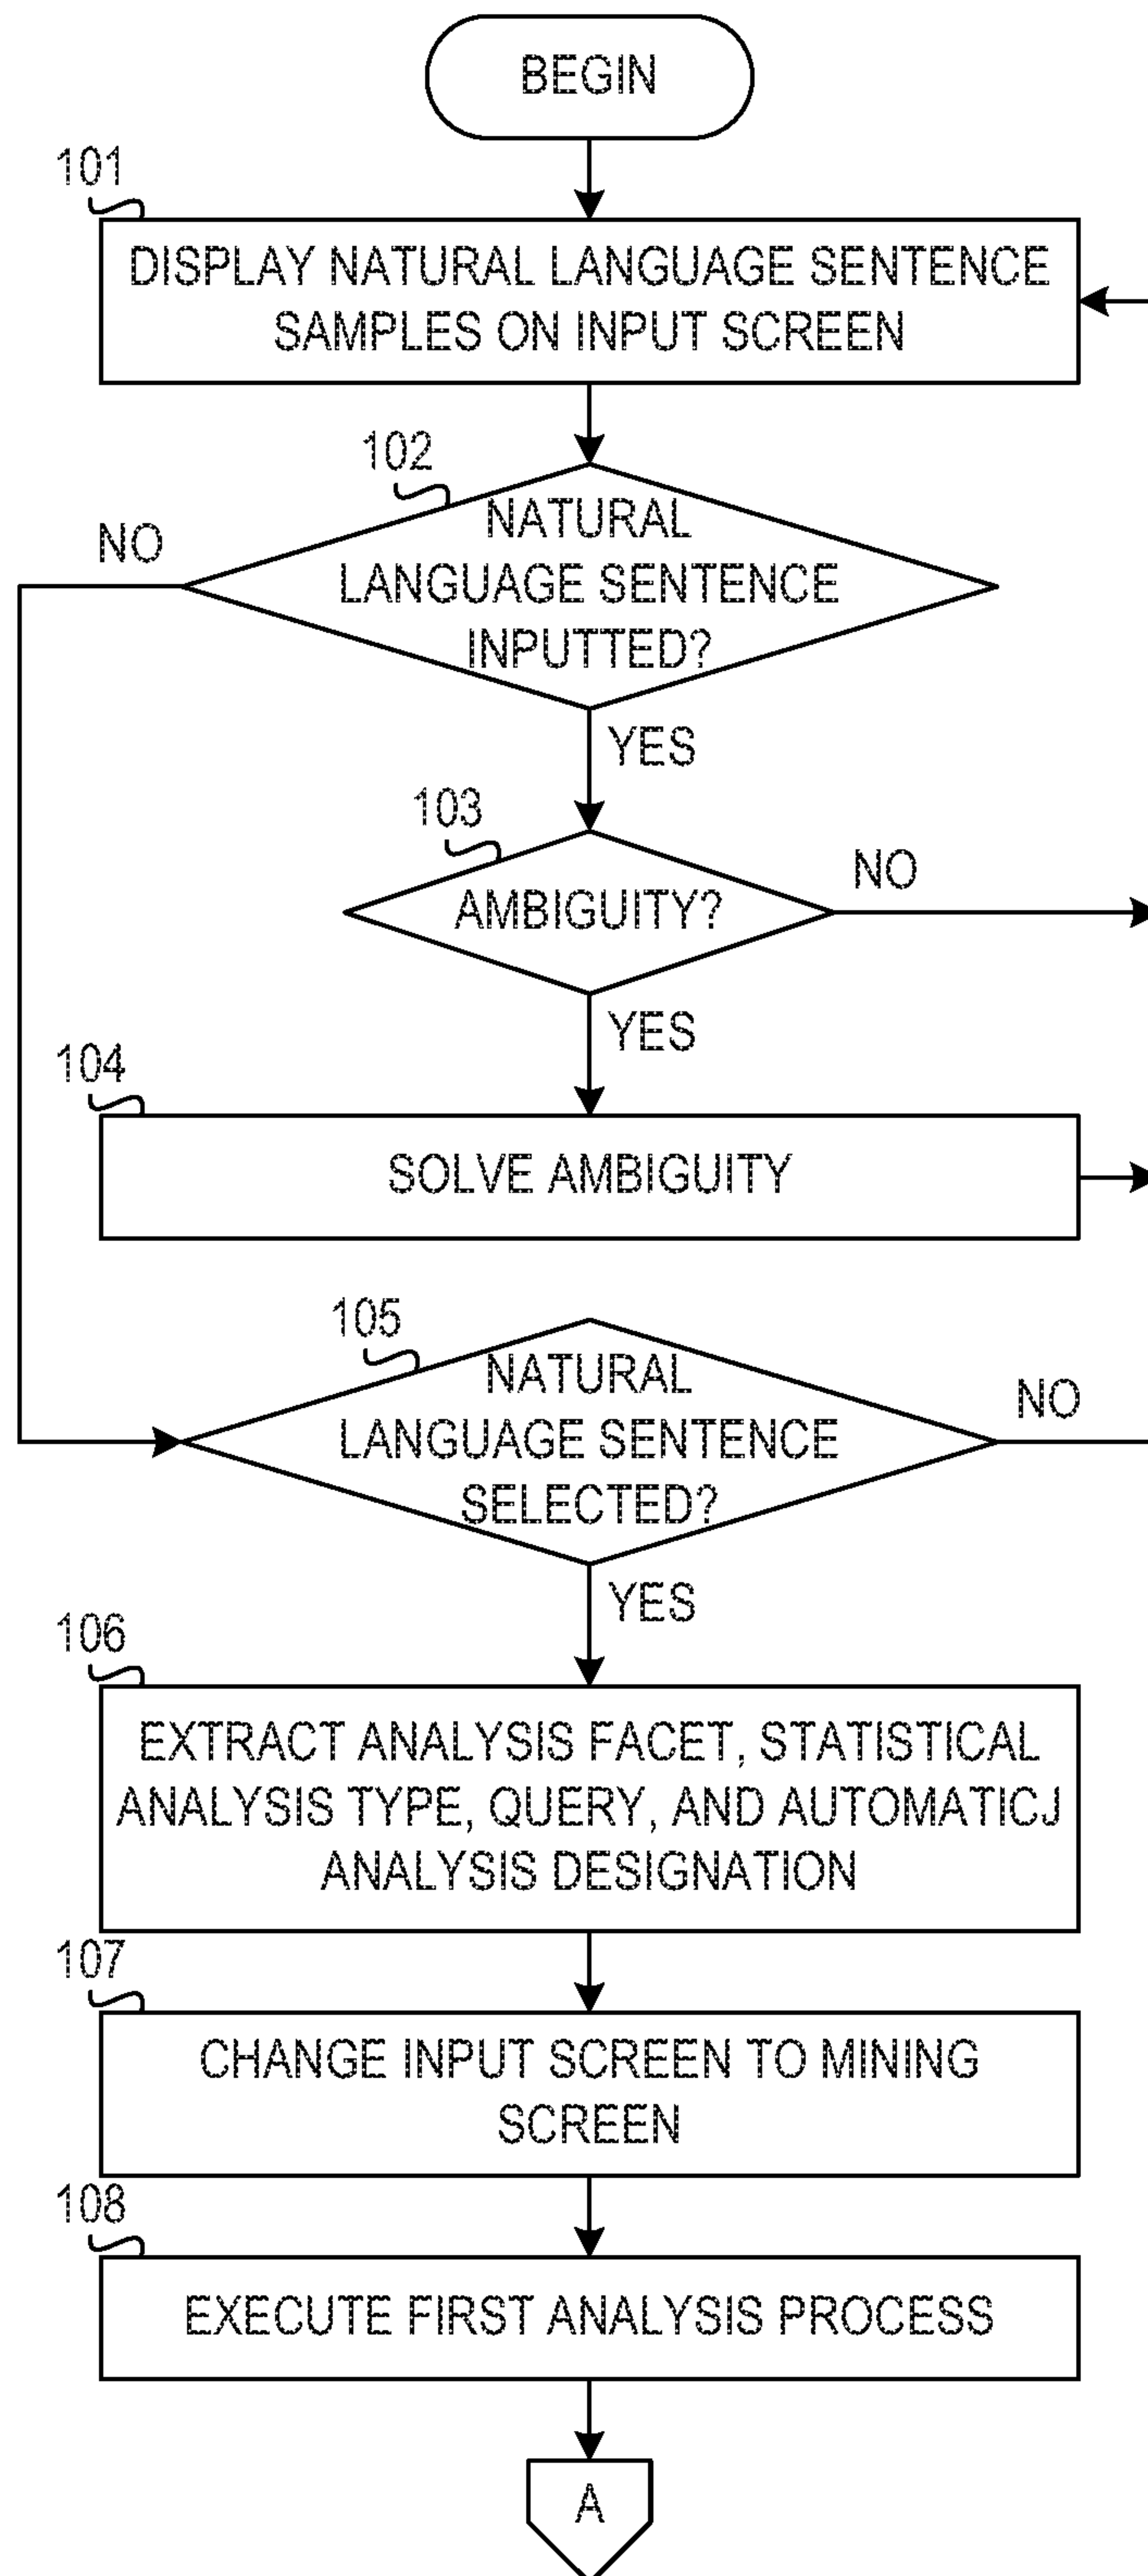 BEGIN
101
DISPLAY NATURAL LANGUAGE SENTENCE
SAMPLES ON INPUT SCREEN
102
NATURAL
LANGUAGE SENTENCE
INPUTTED?
NO
YES
103
AMBIGUITY?
NO
YES
104
SOLVE AMBIGUITY
105
NATURAL
LANGUAGE SENTENCE
SELECTED?
NO
YES
106
EXTRACT ANALYSIS FACET, STATISTICAL
ANALYSIS TYPE, QUERY, AND AUTOMATICJ
ANALYSIS DESIGNATION
107
CHANGE INPUT SCREEN TO MINING
SCREEN
108
EXECUTE FIRST ANALYSIS PROCESS
A